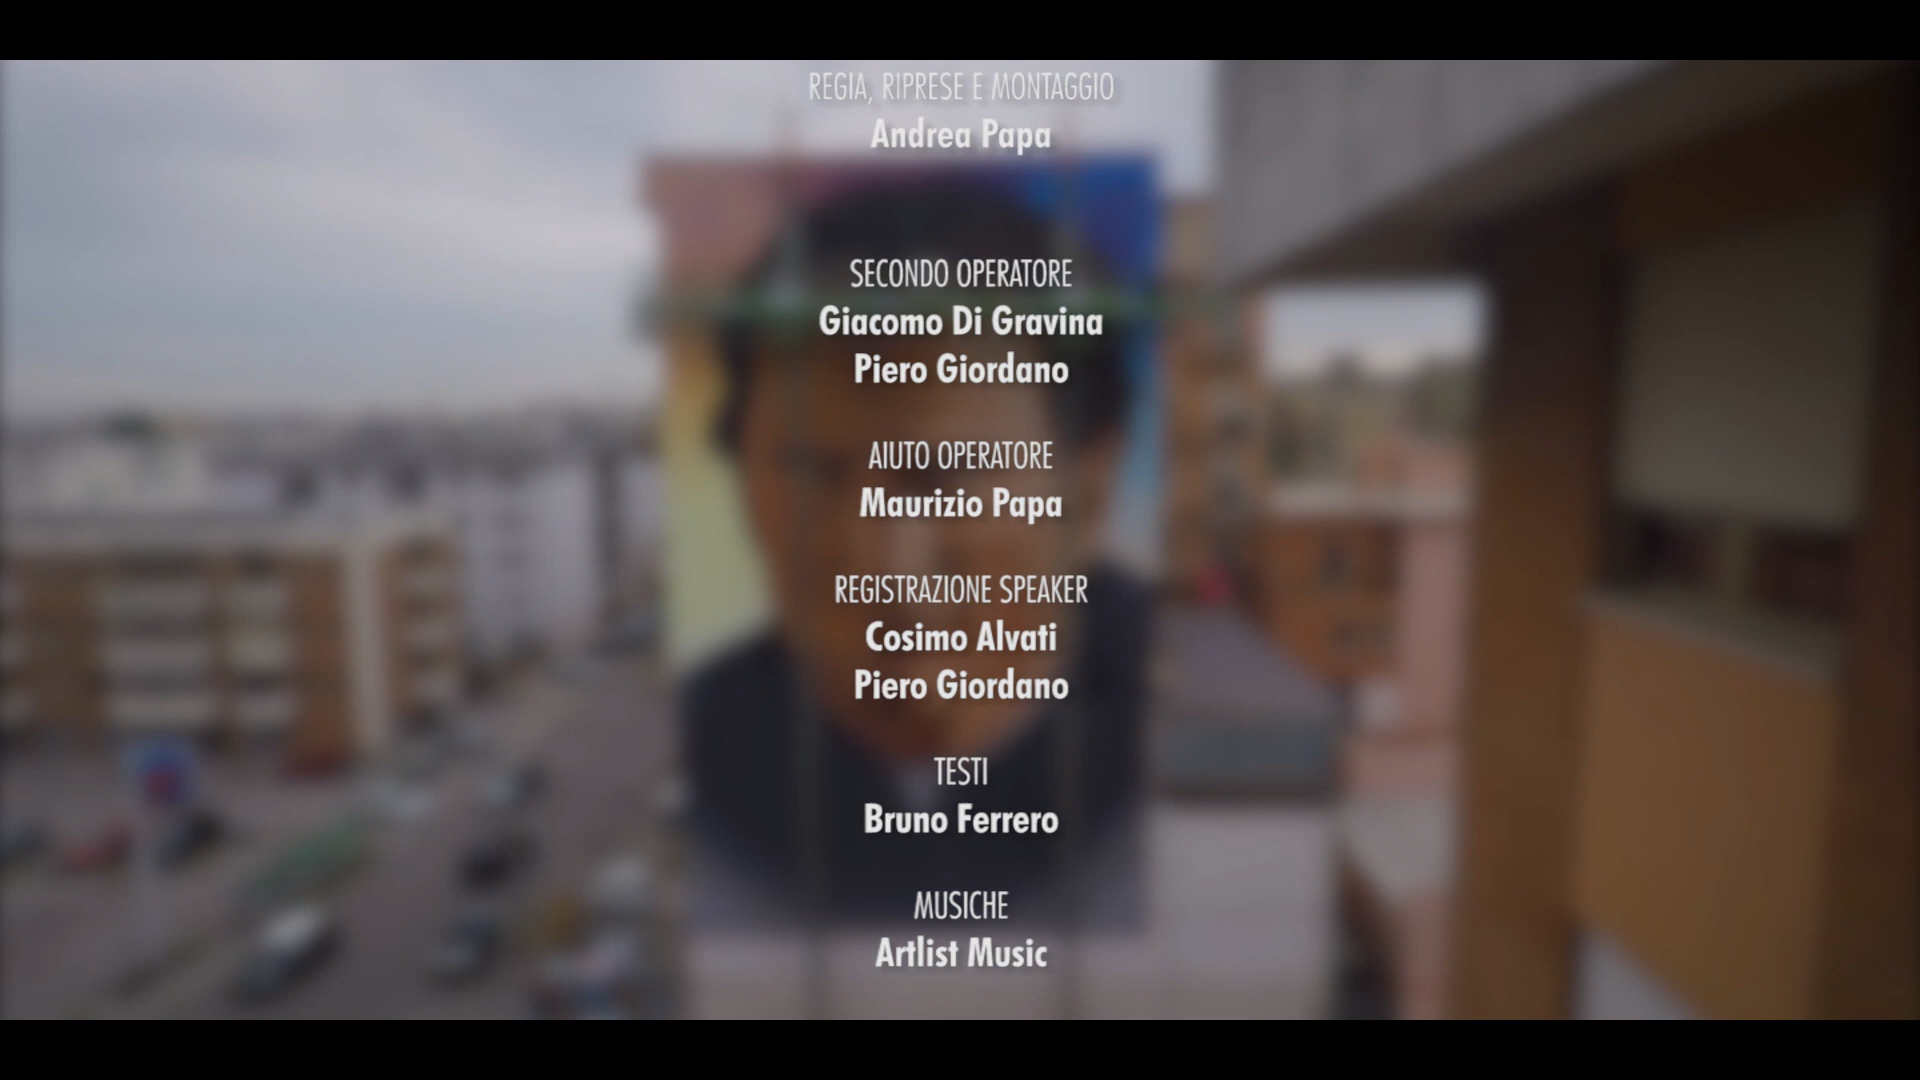 REGIA, RIPRESE E MONTAGGIO
Andrea Papa
SECONDO OPERATORE
Giacomo Di Gravina
Piero Giordano
AIUTO OPERATORE
Maurizio Papa
REGISTRAZIONE SPEAKER
Cosimo Alvati
Piero Giordano
TESTI
Bruno Ferrero
MUSICHE
Artlist Music